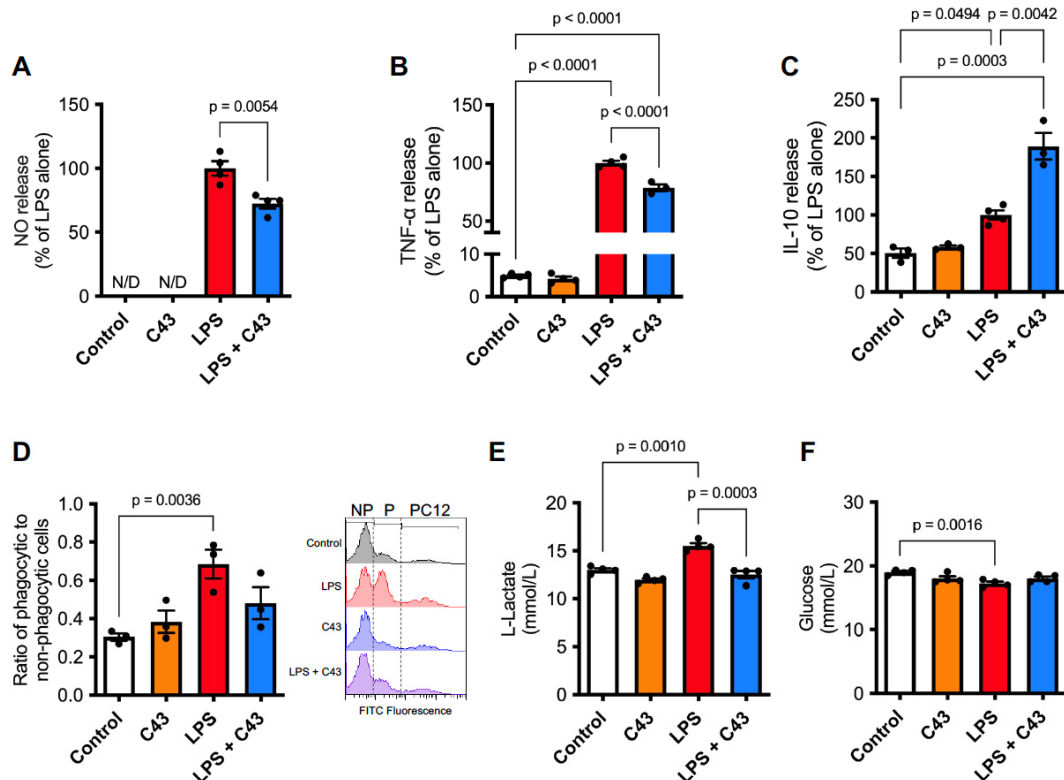 A
NO release
(% of LPS alone)
150
100
50
0
p = 0.0054
N/D
N/D
Control
C43
LPS
LPS + C43
B
TNF-α release
(% of LPS alone)
150
100
50
10
0
p < 0.0001
p < 0.0001
p <0.0001
Control
C43
LPS
LPS + C43
C
IL-10 release
(% of LPS alone)
250
200
150
100
50
0
p = 0.0494
p = 0.0042
p = 0.0003
Control
C43
LPS
LPS + C43
D
Ratio of phagocytic to
non-phagocytic cells
1.0
0.8
0.6
0.4
0.2
0.0
p = 0.0036
Control
C43
LPS
LPS + C43
NP
P
PC12
Control
LPS
C43
LPS + C43
FITC Fluorescence
E
L-Lactate
(mmol/L)
20
15
10
5
0
p = 0.0010
p = 0.0003
Control
C43
LPS
LPS + C43
F
Glucose
(mmol/L)
30
20
10
0
p = 0.0016
Control
C43
LPS
LPS + C43